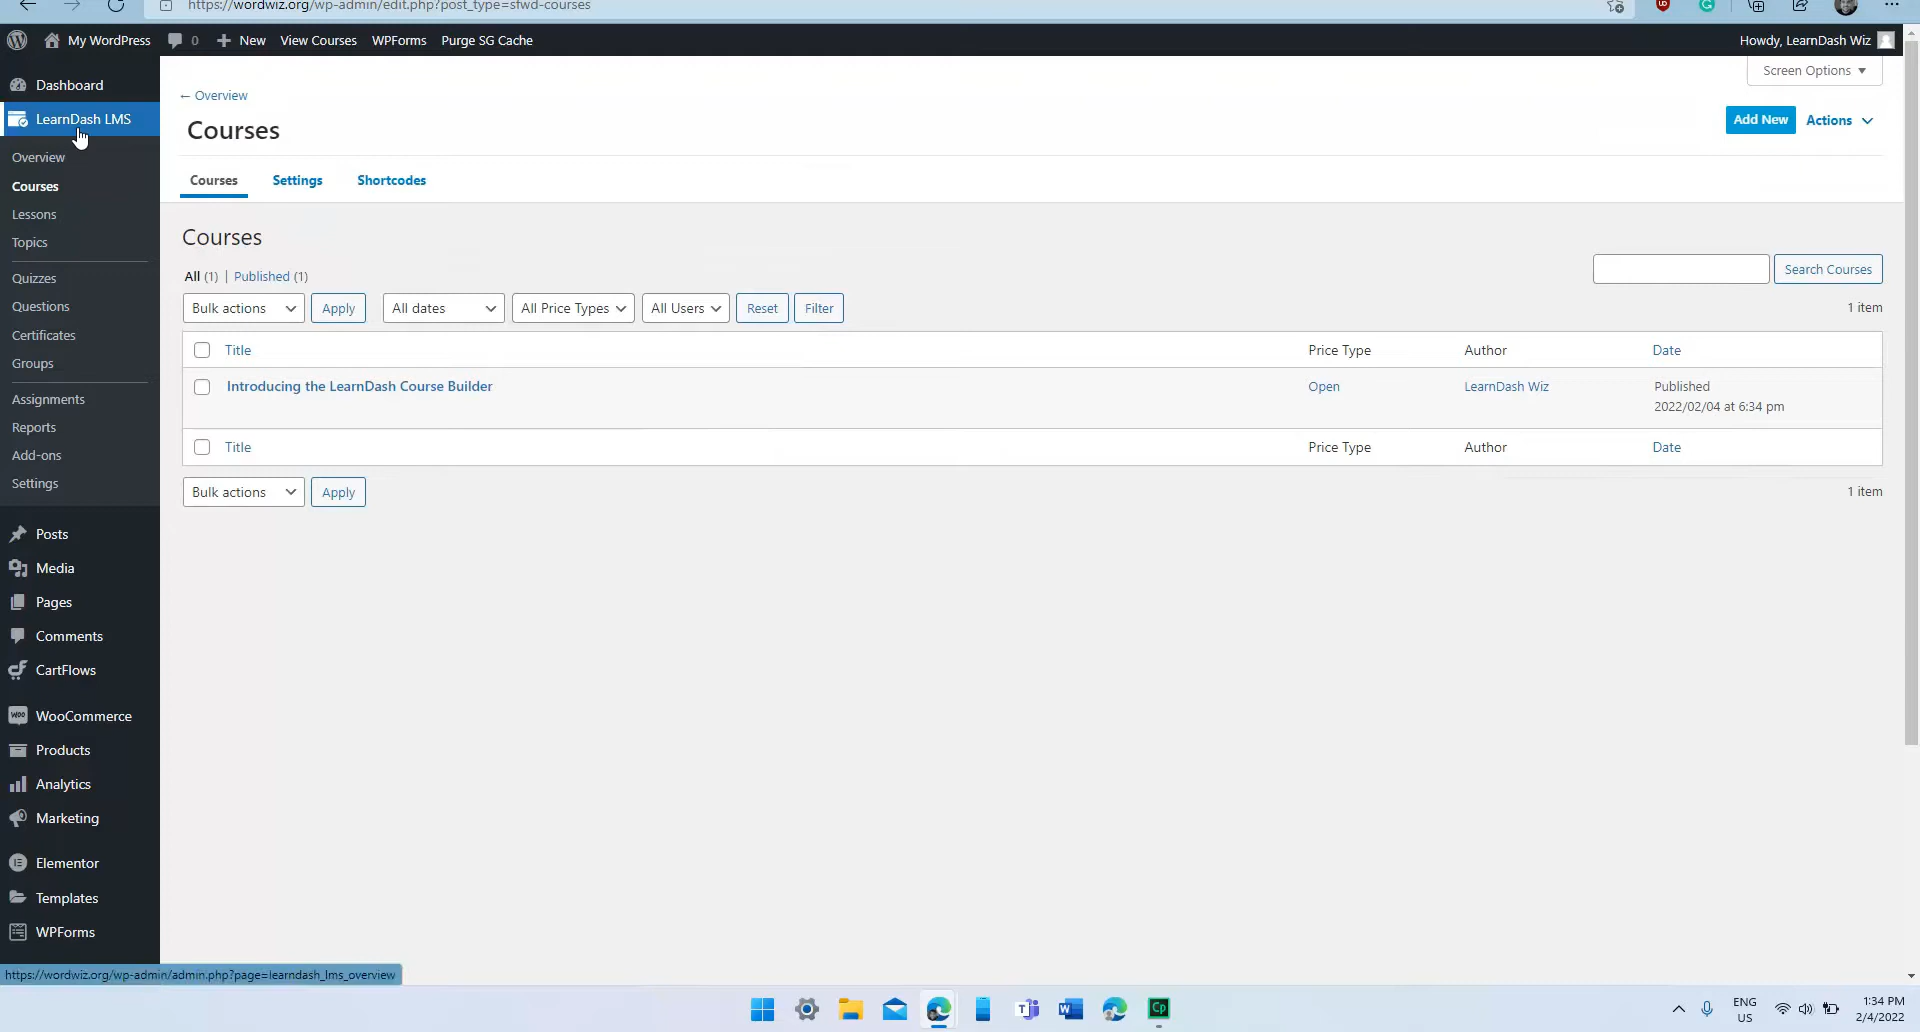 https://wordwiz.org/wp-admin/edit.php?post_type=sfwd-courses
My WordPress 0 New View Courses WPForms Purge SG Cache Howdy, LearnDash Wiz
Dashboard
LearnDash LMS
Overview
Courses
Lessons
Topics
Quizzes
Questions
Certificates
Groups
Assignments
Reports
Add-ons
Settings
Posts
Media
Pages
Comments
CartFlows
WooCommerce
Products
Analytics
Marketing
Elementor
Templates
WPForms
https://wordwiz.org/wp-admin/admin.php?page=learndash_lms_overview
Screen Options
← Overview
Courses
Add New Actions
Courses Settings Shortcodes
Courses
All (1) | Published (1)
Search Courses
Bulk actions Apply All dates All Price Types All Users Reset Filter 1 item
Title Price Type Author Date
Introducing the LearnDash Course Builder Open LearnDash Wiz Published
2022/02/04 at 6:34 pm
Title Price Type Author Date
Bulk actions Apply 1 item
ENG
US
1:34 PM
2/4/2022